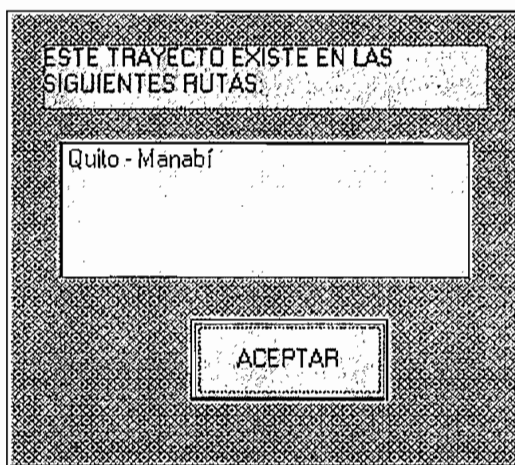 ESTE TRAYECTO EXISTE EN LAS
SIGUIENTES RUTAS:
Quito - Manabí
ACEPTAR